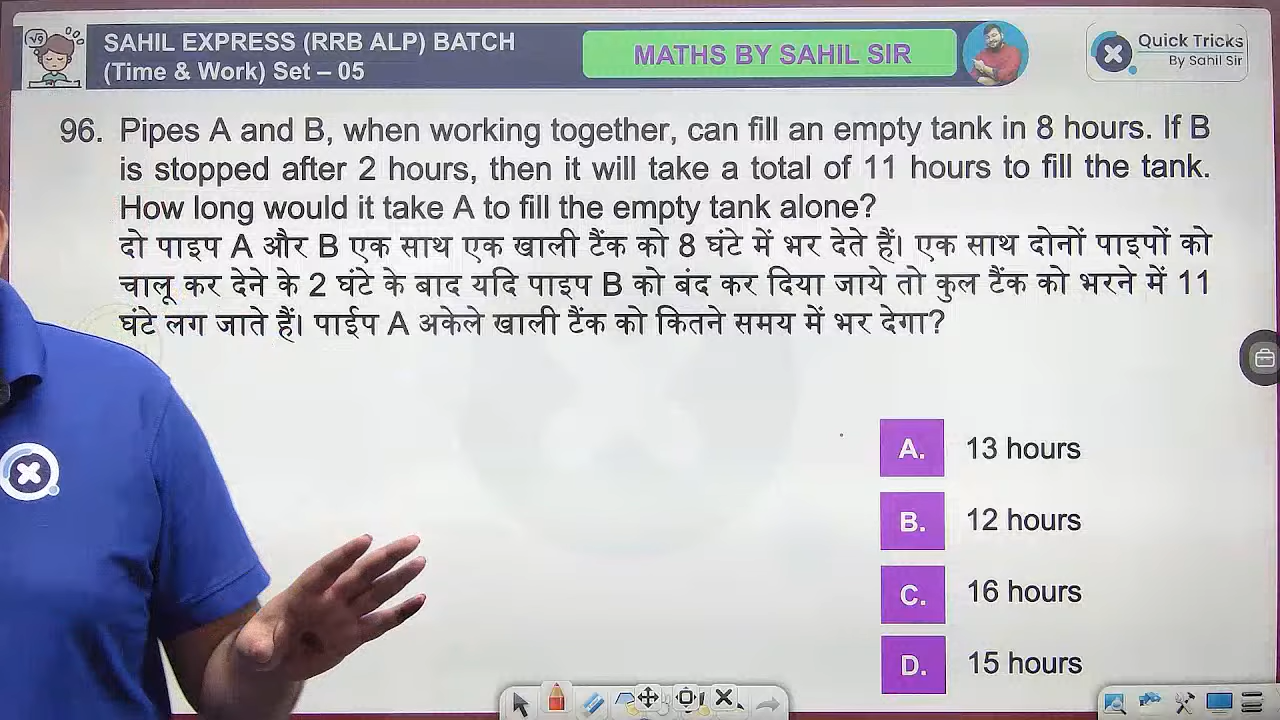 SAHIL EXPRESS (RRB ALP) BATCH
(Time & Work) Set – 05
MATHS BY SAHIL SIR
Quick Tricks
By Sahil Sir
96. Pipes A and B, when working together, can fill an empty tank in 8 hours. If B
is stopped after 2 hours, then it will take a total of 11 hours to fill the tank.
How long would it take A to fill the empty tank alone?
दो पाइप A और B एक साथ एक खाली टैंक को 8 घंटे में भर देते हैं। एक साथ दोनों पाइपों को
चालू कर देने के 2 घंटे के बाद यदि पाइप B को बंद कर दिया जाये तो कुल टैंक को भरने में 11
घंटे लग जाते हैं। पाईप A अकेले खाली टैंक को कितने समय में भर देगा?
A. 13 hours
B. 12 hours
C. 16 hours
D. 15 hours